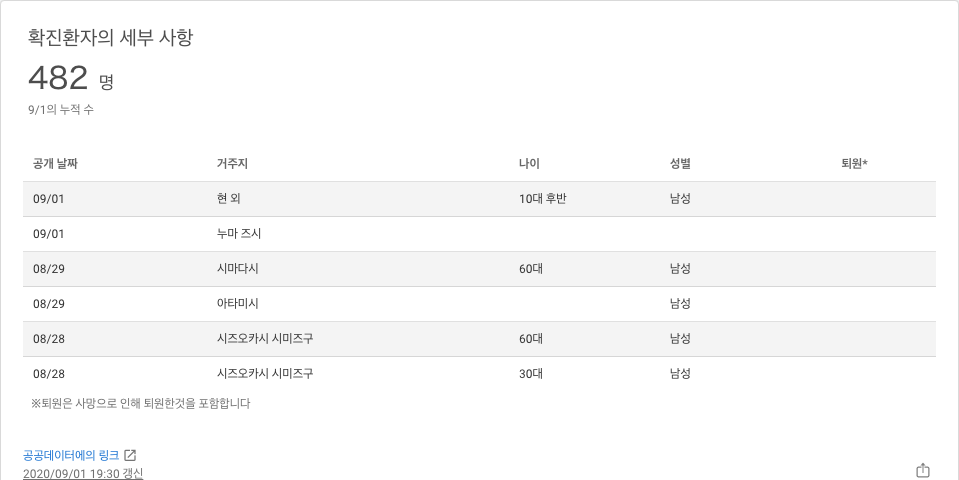 확진환자의 세부 사항
482 명
9/1의 누적 수
공개 날짜 거주지 나이 성별 퇴원*
09/01 현 외 10대 후반 남성
09/01 누마 즈시
08/29 시마다시 60대 남성
08/29 아타미시 남성
08/28 시즈오카시 시미즈구 60대 남성
08/28 시즈오카시 시미즈구 30대 남성
※퇴원은 사망으로 인해 퇴원한것을 포함합니다
공공데이터에의 링크
2020/09/01 19:30 갱신